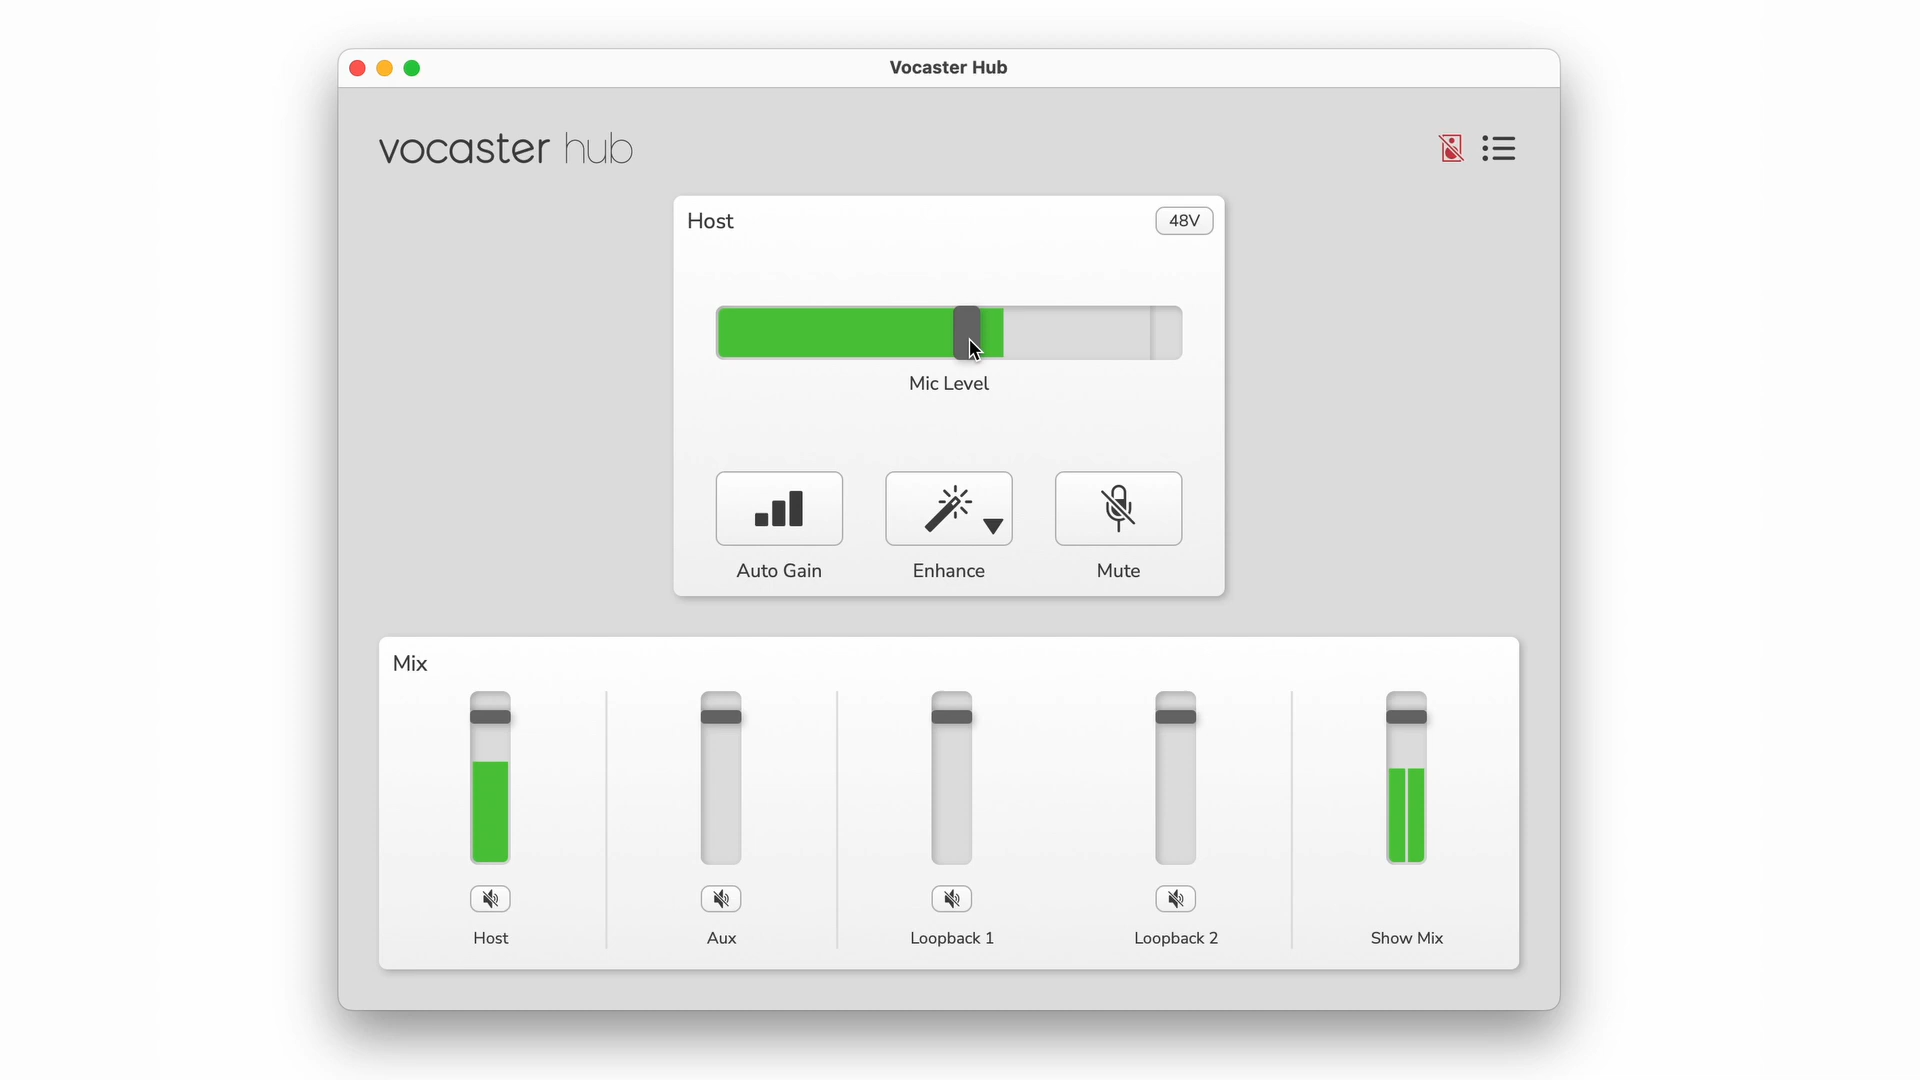 Vocaster Hub
vocaster hub
Host
48V
Mic Level
Auto Gain
Enhance
Mute
Mix
Host
Aux
Loopback 1
Loopback 2
Show Mix